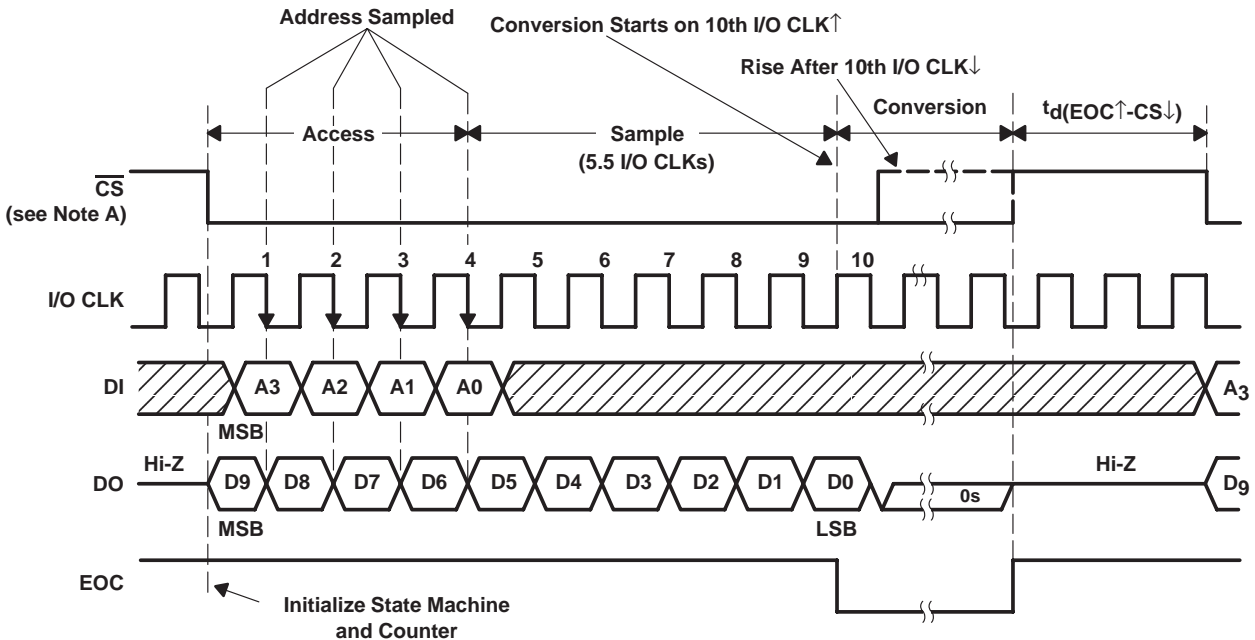 Address Sampled
Conversion Starts on 10th I/O CLK↑
Rise After 10th I/O CLK↓
Access
Sample
(5.5 I/O CLKs)
Conversion
td(EOC↑-CS↓)
CS
(see Note A)
1 2 3 4 5 6 7 8 9 10
I/O CLK
DI A3 A2 A1 A0 A3
MSB
Hi-Z Hi-Z
DO D9 D8 D7 D6 D5 D4 D3 D2 D1 D0 0s D9
MSB LSB
EOC
Initialize State Machine
and Counter